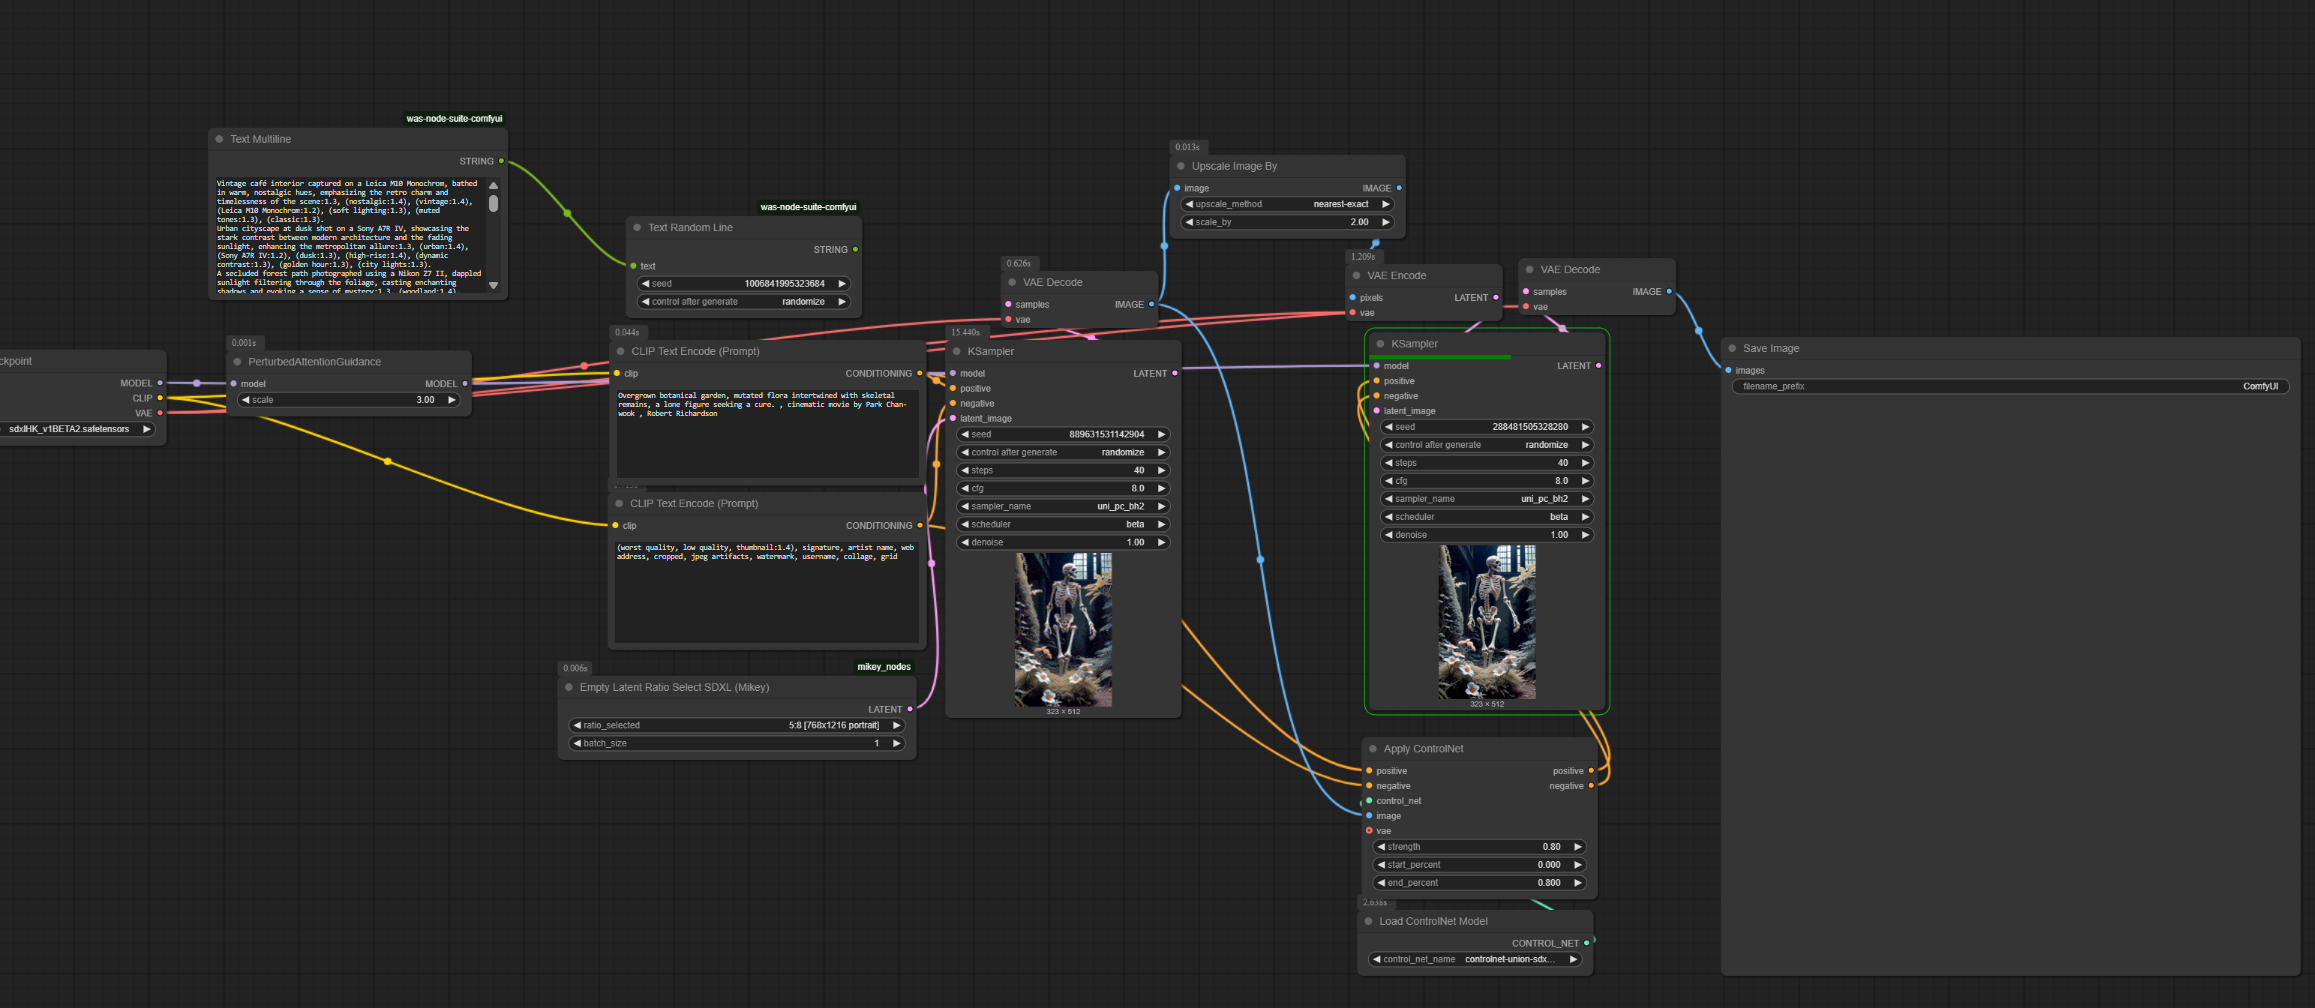 was-node-suite-comfyui
Text Multiline
STRING
Vintage café interior captured on a Leica M10 Monochrom, bathed
in warm, nostalgic hues, emphasizing the retro charm and
timelessness of the scene:1.3, (nostalgic:1.4), (vintage:1.4),
(Leica M10 Monochrom:1.2), (soft lighting:1.3), (muted
tones:1.3), (classic:1.3).
Urban cityscape at dusk shot on a Sony A7R IV, showcasing the
stark contrast between modern architecture and the fading
sunlight, enhancing the metropolitan allure:1.3, (urban:1.4),
(Sony A7R IV:1.2), (dusk:1.3), (high-rise:1.4), (dynamic
contrast:1.3), (golden hour:1.3), (city lights:1.3).
A secluded forest path photographed using a Nikon Z7 II, dappled
sunlight filtering through the foliage, casting enchanting
shadows and evoking a sense of mystery:1.3, (woodland:1.4),
was-node-suite-comfyui
Text Random Line
STRING
text
seed 1006841995323684
control after generate randomize
ckpoint
MODEL
CLIP
VAE
sdxlHK_v1BETA2.safetensors
0.001s
PerturbedAttentionGuidance
model MODEL
scale 3.00
0.044s
CLIP Text Encode (Prompt)
clip CONDITIONING
Overgrown botanical garden, mutated flora intertwined with skeletal
remains, a lone figure seeking a cure. , cinematic movie by Park Chan-
wook , Robert Richardson
CLIP Text Encode (Prompt)
clip CONDITIONING
(worst quality, low quality, thumbnail:1.4), signature, artist name, web
address, cropped, jpeg artifacts, watermark, username, collage, grid
0.006s
mikey_nodes
Empty Latent Ratio Select SDXL (Mikey)
LATENT
ratio_selected 5:8 [768x1216 portrait]
batch_size 1
0.626s
VAE Decode
samples IMAGE
vae
15.440s
KSampler
model LATENT
positive
negative
latent_image
seed 889631531142904
control after generate randomize
steps 40
cfg 8.0
sampler_name uni_pc_bh2
scheduler beta
denoise 1.00
323 × 512
0.013s
Upscale Image By
image IMAGE
upscale_method nearest-exact
scale_by 2.00
1.209s
VAE Encode
pixels LATENT
vae
VAE Decode
samples IMAGE
vae
KSampler
model LATENT
positive
negative
latent_image
seed 288481505328280
control after generate randomize
steps 40
cfg 8.0
sampler_name uni_pc_bh2
scheduler beta
denoise 1.00
323 × 512
Apply ControlNet
positive positive
negative negative
control_net
image
vae
strength 0.80
start_percent 0.000
end_percent 0.800
2.638s
Load ControlNet Model
CONTROL_NET
control_net_name controlnet-union-sdx...
Save Image
images
filename_prefix ComfyUI